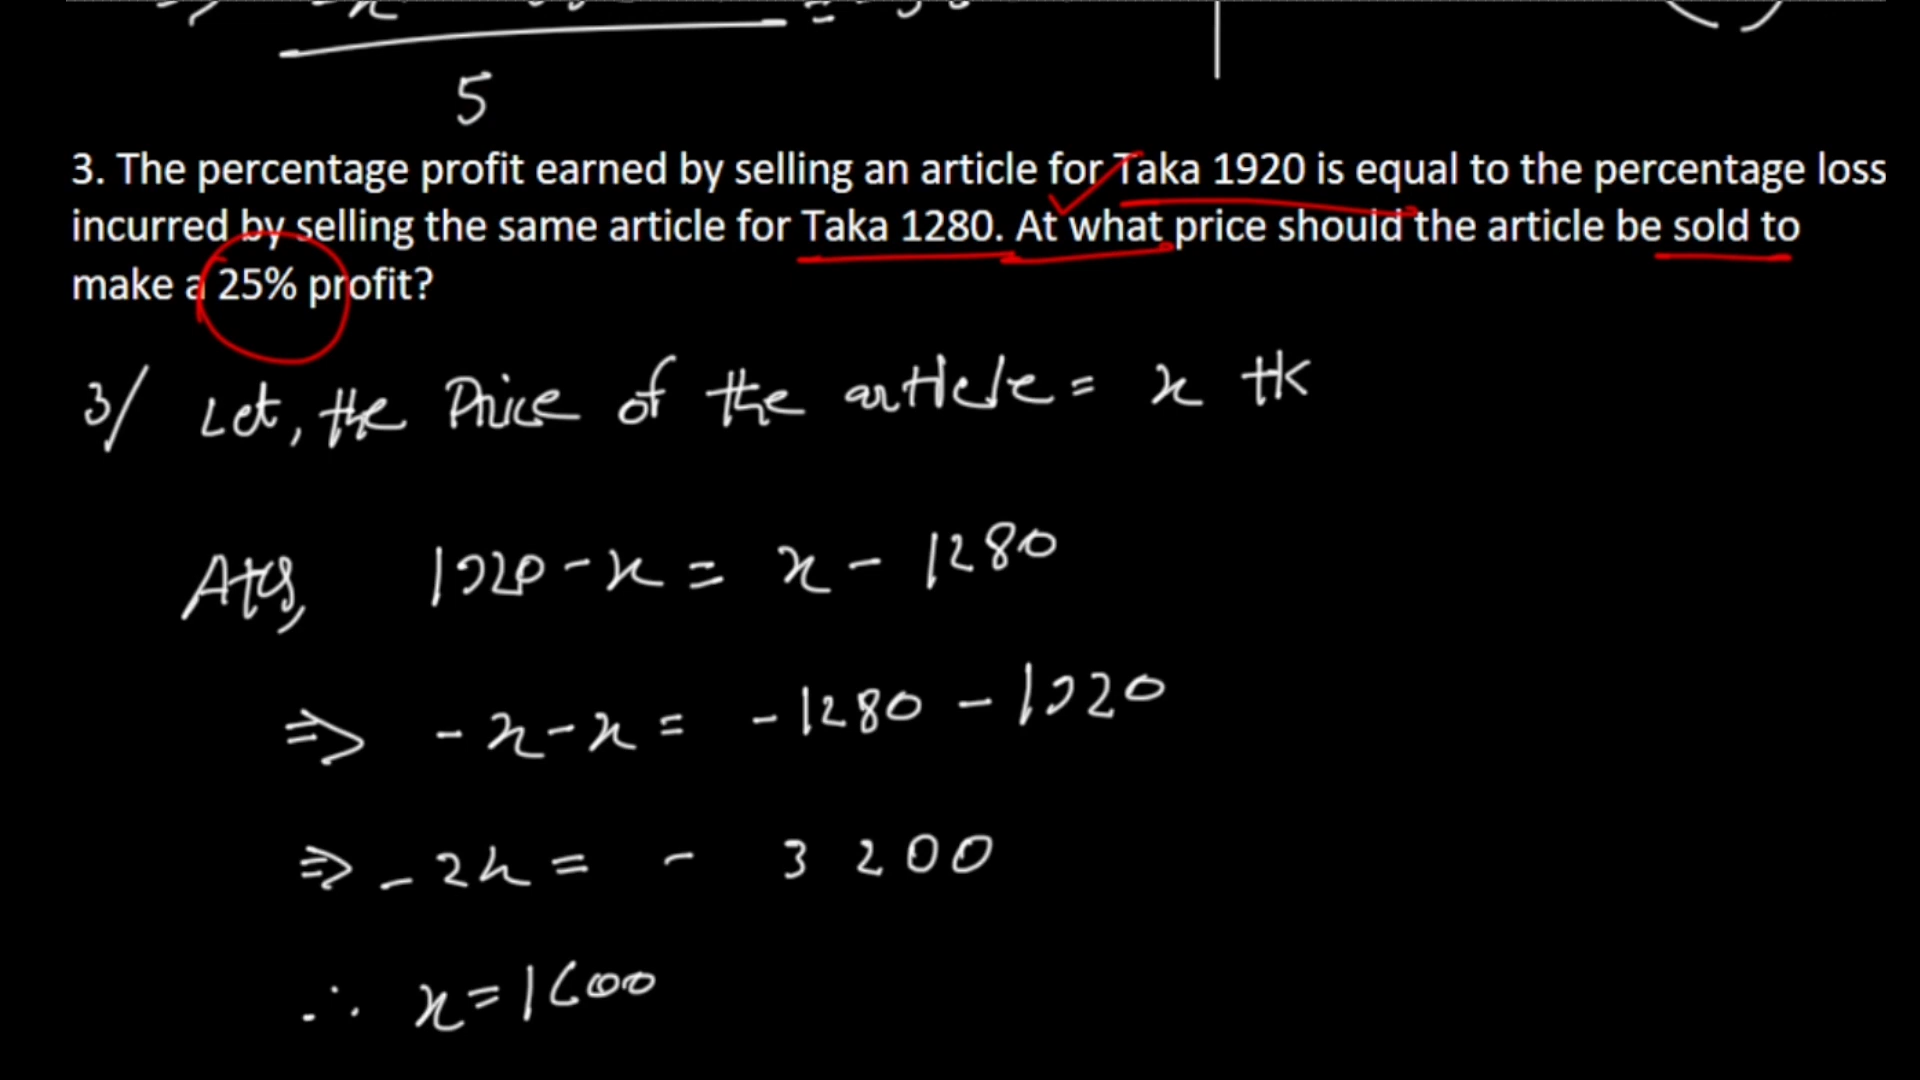 5
3. The percentage profit earned by selling an article for Taka 1920 is equal to the percentage loss
incurred by selling the same article for Taka 1280. At what price should the article be sold to
make a 25% profit?
3/ Let, the Price of the article = x tk
ATQ, 1920 - x = x - 1280
⇒ - x - x = - 1280 - 1920
⇒ - 2x = - 3200
∴ x = 1600